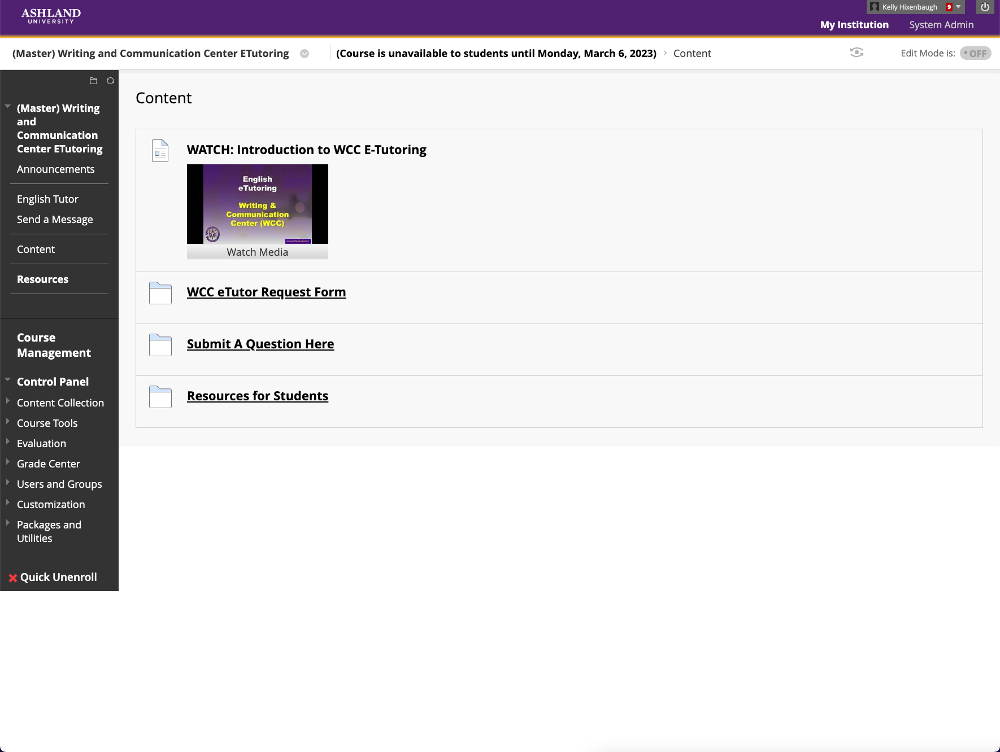 ASHLAND
UNIVERSITY
Kelly Hixenbaugh 9
My Institution System Admin
(Master) Writing and Communication Center ETutoring (Course is unavailable to students until Monday, March 6, 2023) Content
Edit Mode is: OFF
(Master) Writing
and
Communication
Center ETutoring
Announcements
English Tutor
Send a Message
Content
Resources
Course
Management
Control Panel
Content Collection
Course Tools
Evaluation
Grade Center
Users and Groups
Customization
Packages and
Utilities
Quick Unenroll
Content
WATCH: Introduction to WCC E-Tutoring
English
eTutoring
Writing &
Communication
Center (WCC)
www.ashland.edu/wcc
Watch Media
WCC eTutor Request Form
Submit A Question Here
Resources for Students